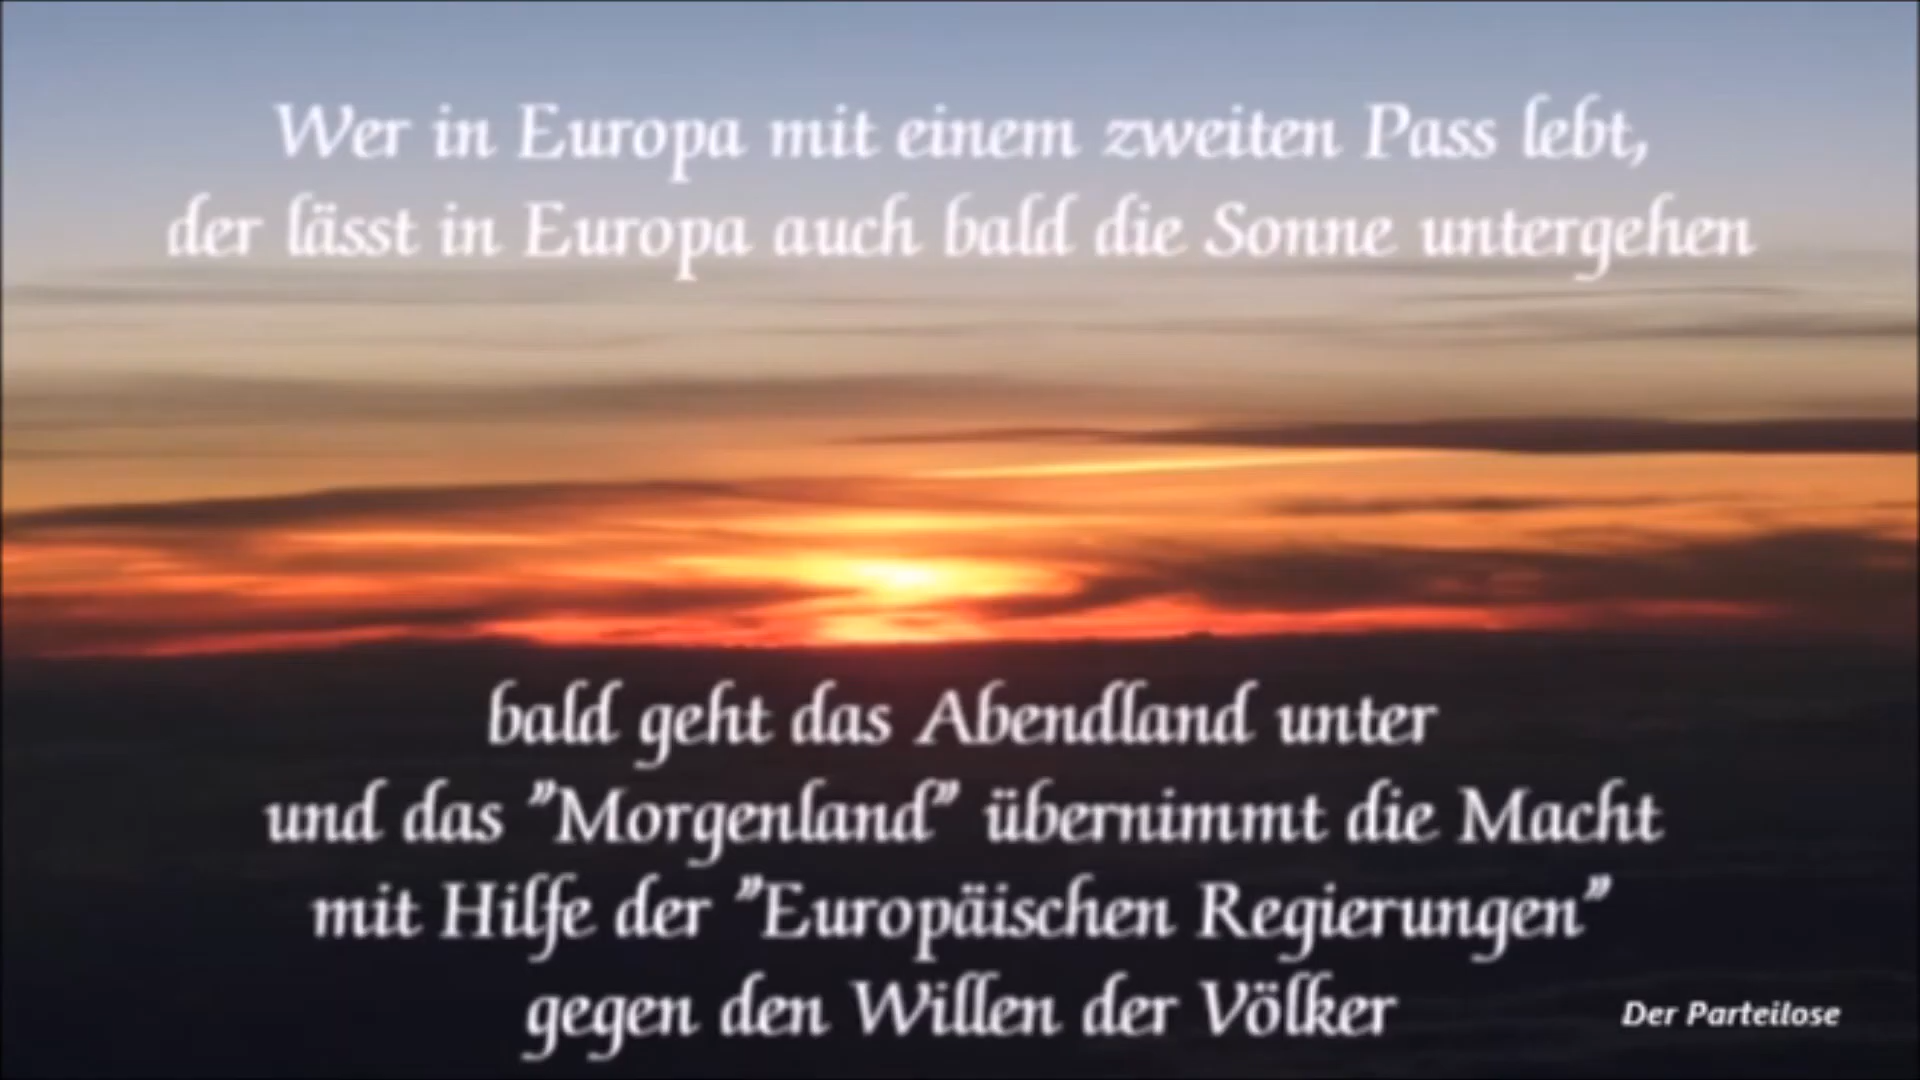 Wer in Europa mit einem zweiten Pass lebt,
der lässt in Europa auch bald die Sonne untergehen
bald geht das Abendland unter
und das "Morgenland" übernimmt die Macht
mit Hilfe der "Europäischen Regierungen"
gegen den Willen der Völker
Der Parteilose